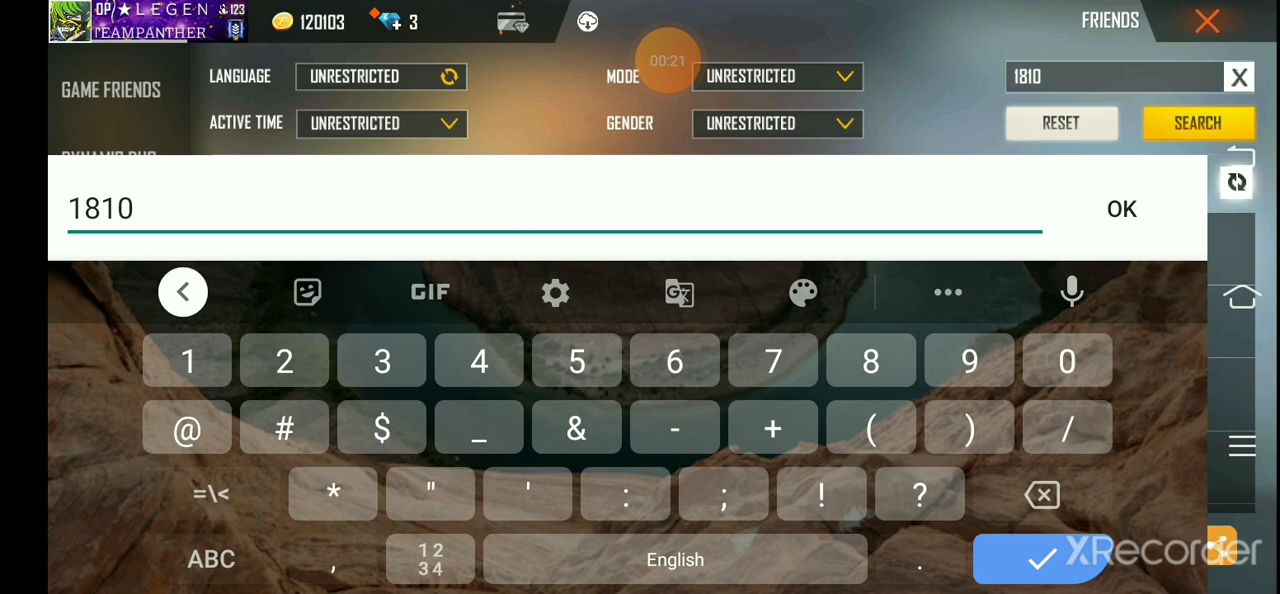 OP ★ LEGEN 123
TEAMPANTHER
120103
3
FRIENDS
00:21
GAME FRIENDS
LANGUAGE UNRESTRICTED
MODE UNRESTRICTED
1810 X
ACTIVE TIME UNRESTRICTED
GENDER UNRESTRICTED
RESET SEARCH
1810 OK
GIF
1 2 3 4 5 6 7 8 9 0
@ # $ _ & - + ( ) /
=\< * " ' : ; ! ?
ABC , 12 34 English .
XRecorder